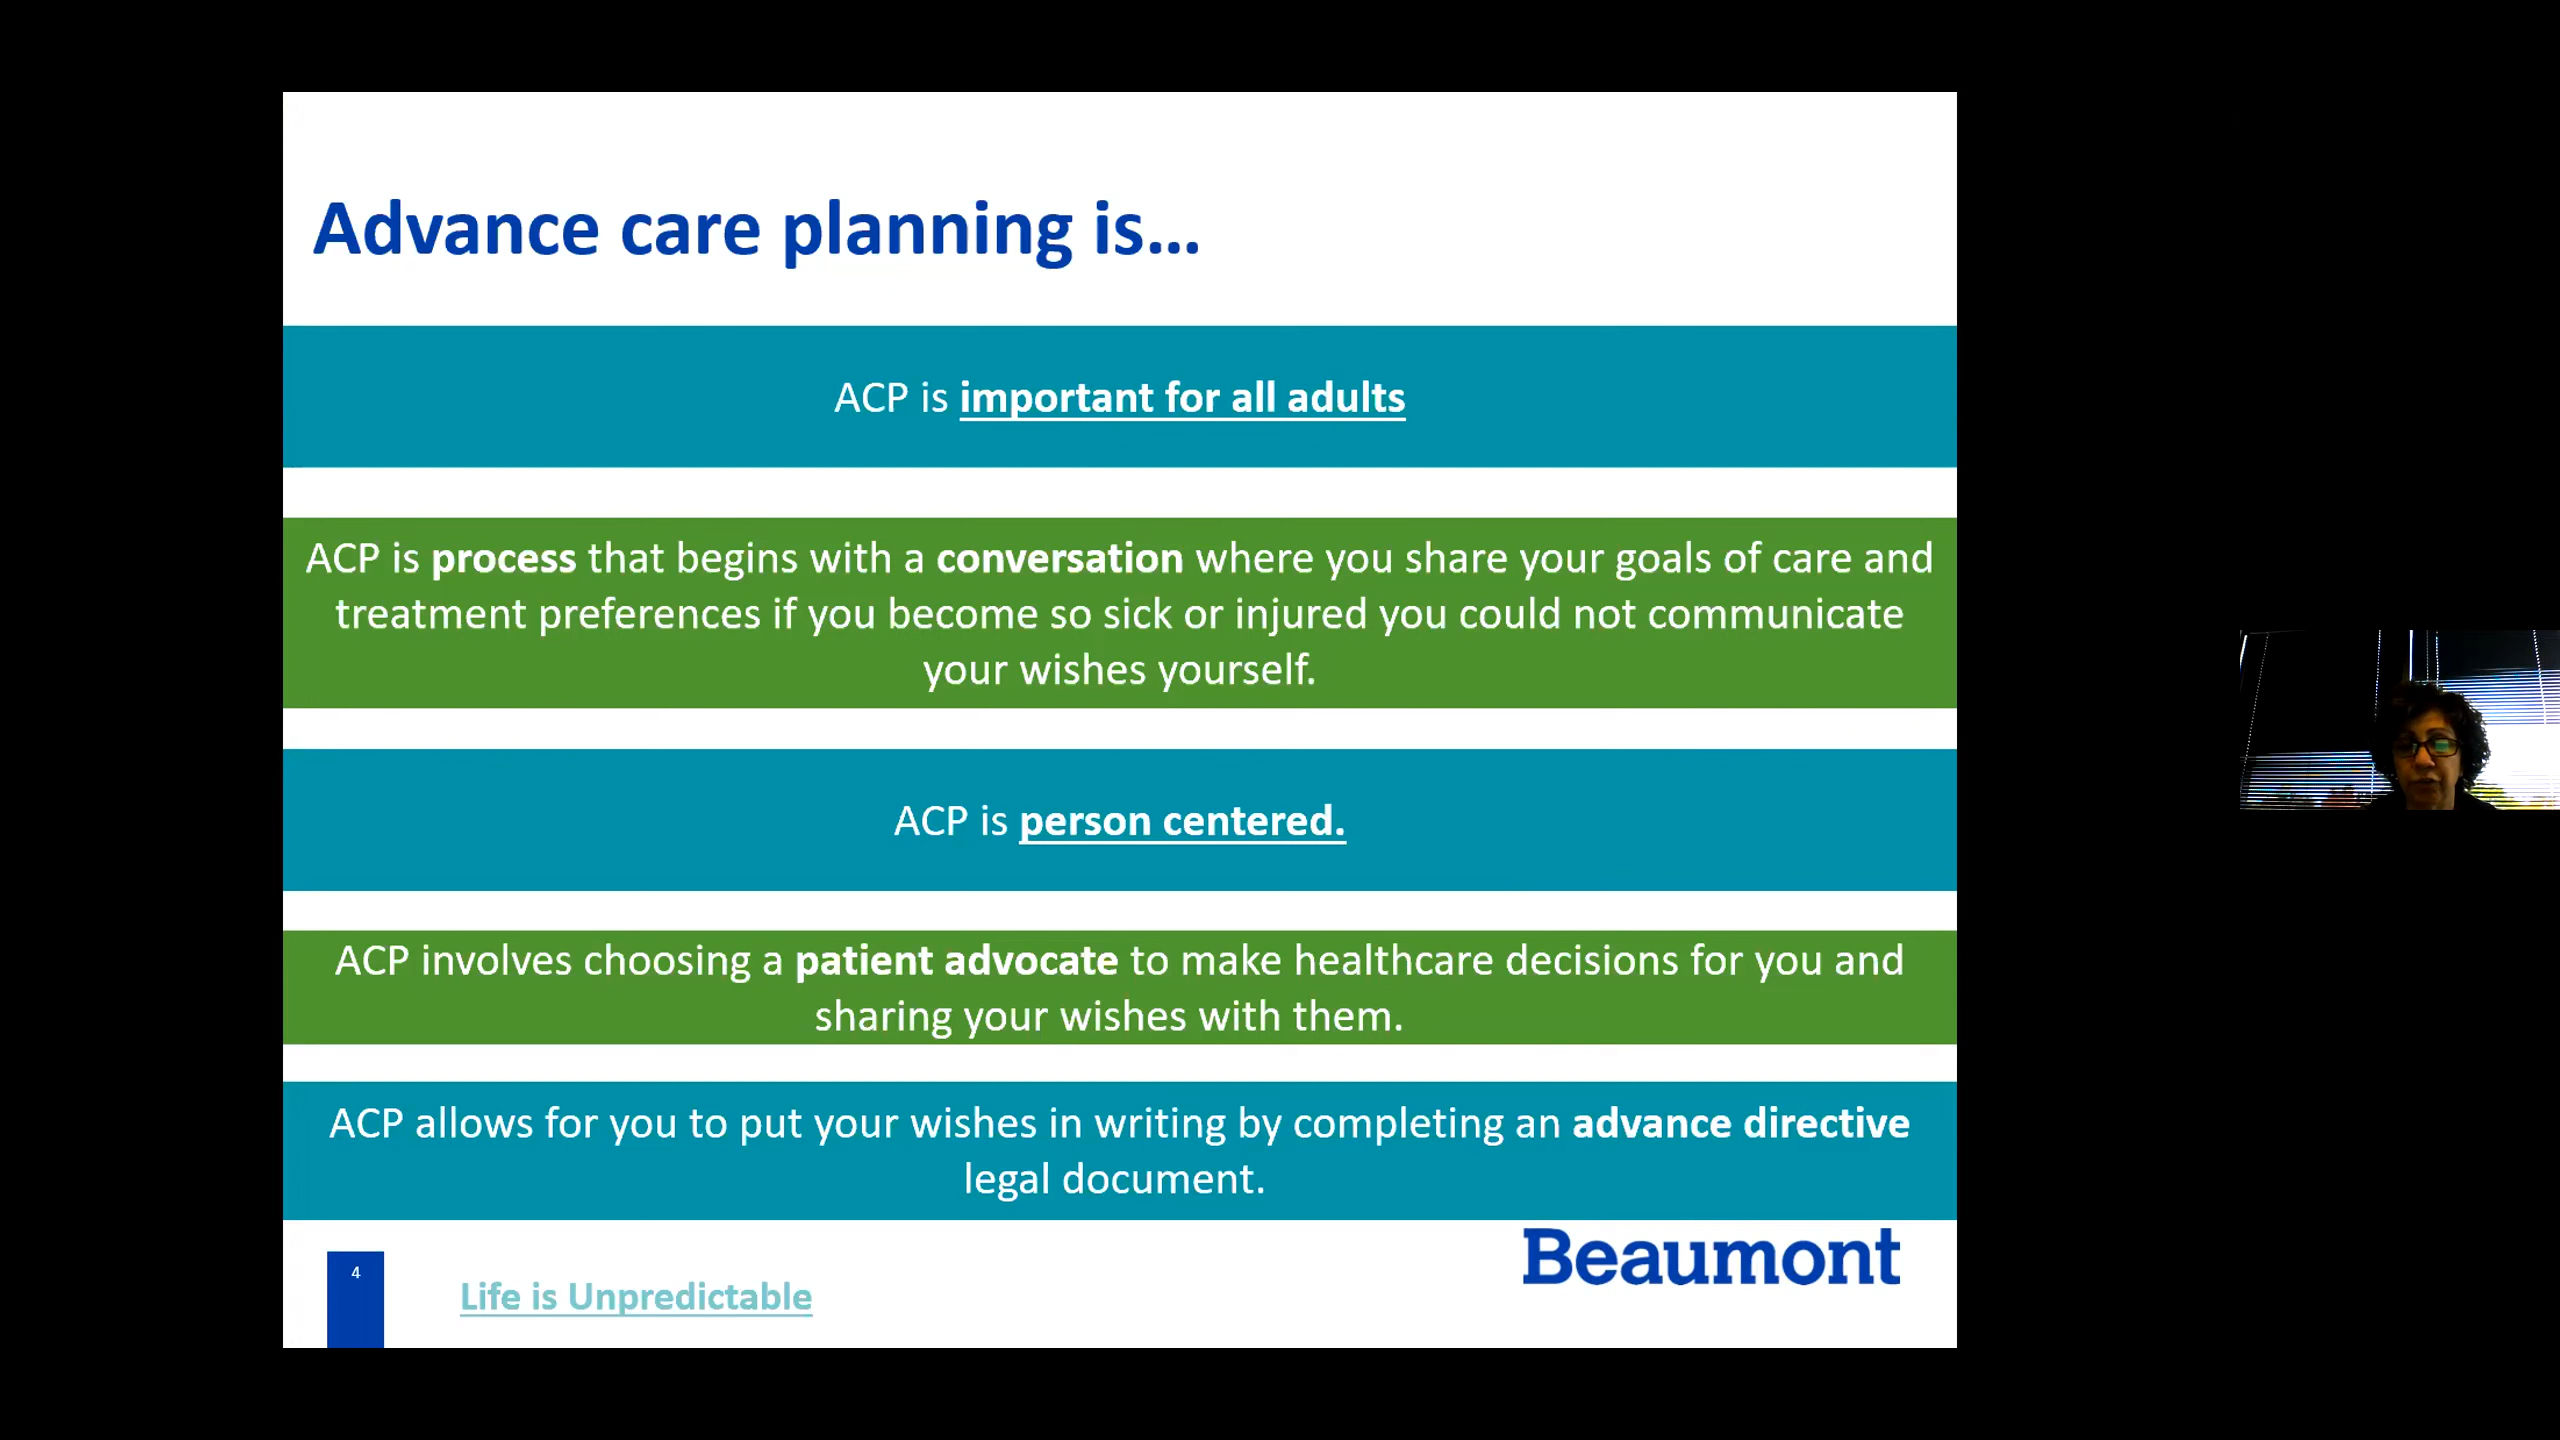 Advance care planning is...
ACP is important for all adults
ACP is process that begins with a conversation where you share your goals of care and
treatment preferences if you become so sick or injured you could not communicate
your wishes yourself.
ACP is person centered.
ACP involves choosing a patient advocate to make healthcare decisions for you and
sharing your wishes with them.
ACP allows for you to put your wishes in writing by completing an advance directive
legal document.
Beaumont
4
Life is Unpredictable